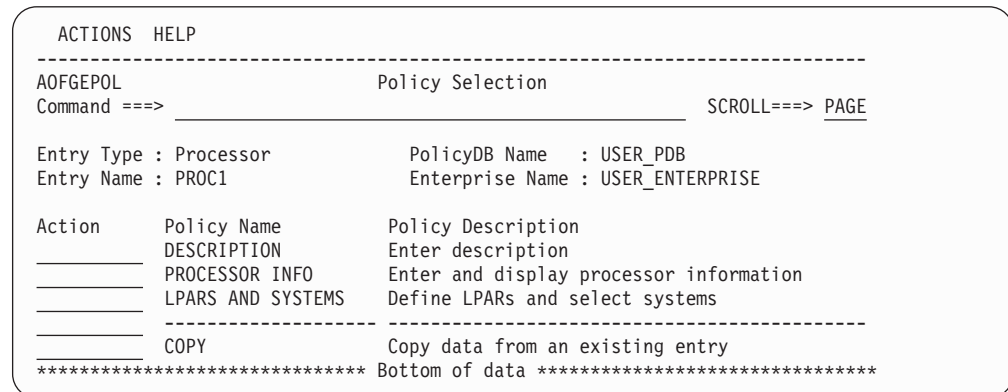 ACTIONS HELP
--------------------------------------------------------------------------------
AOFGEPOL Policy Selection
Command ===> SCROLL===> PAGE
Entry Type : Processor PolicyDB Name : USER_PDB
Entry Name : PROC1 Enterprise Name : USER_ENTERPRISE
Action Policy Name Policy Description
DESCRIPTION Enter description
PROCESSOR INFO Enter and display processor information
LPARS AND SYSTEMS Define LPARs and select systems
-------------------- ---------------------------------------------
COPY Copy data from an existing entry
******************************* Bottom of data ********************************